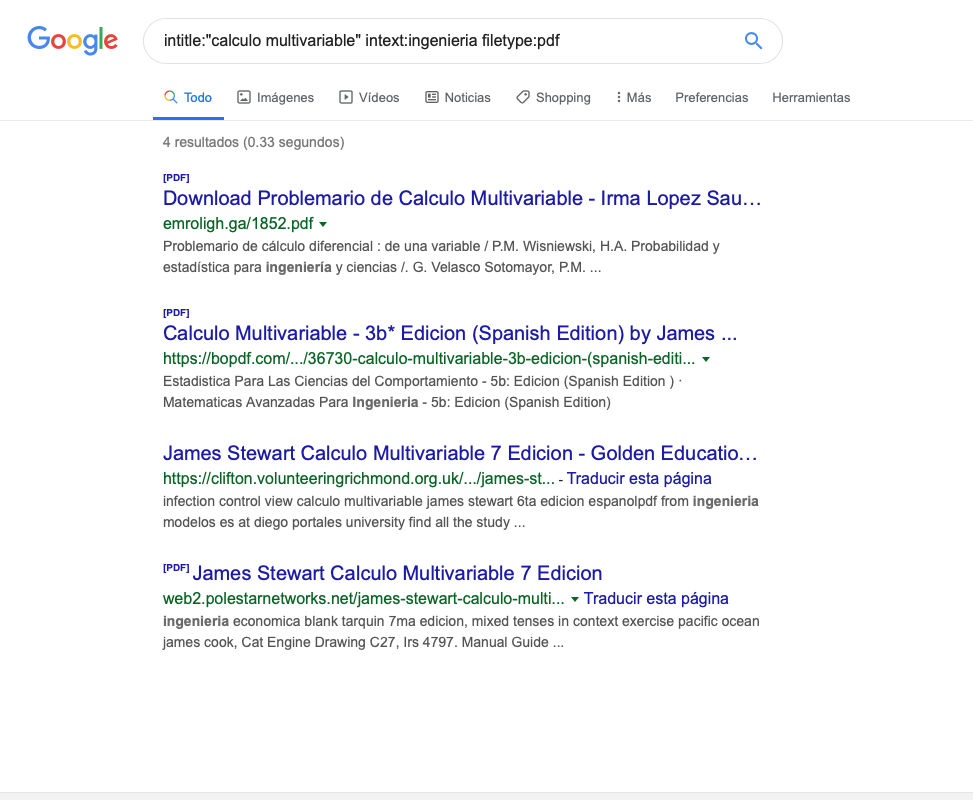 Google
intitle:"calculo multivariable" intext:ingenieria filetype:pdf
Todo Imágenes Vídeos Noticias Shopping Más Preferencias Herramientas
4 resultados (0.33 segundos)
[PDF]
Download Problemario de Calculo Multivariable - Irma Lopez Sau…
emroligh.ga/1852.pdf
Problemario de cálculo diferencial : de una variable / P.M. Wisniewski, H.A. Probabilidad y
estadística para ingeniería y ciencias /. G. Velasco Sotomayor, P.M. ...
[PDF]
Calculo Multivariable - 3b* Edicion (Spanish Edition) by James ...
https://bopdf.com/.../36730-calculo-multivariable-3b-edicion-(spanish-editi...
Estadistica Para Las Ciencias del Comportamiento - 5b: Edicion (Spanish Edition ) ·
Matematicas Avanzadas Para Ingenieria - 5b: Edicion (Spanish Edition)
James Stewart Calculo Multivariable 7 Edicion - Golden Educatio…
https://clifton.volunteeringrichmond.org.uk/.../james-st... - Traducir esta página
infection control view calculo multivariable james stewart 6ta edicion espanolpdf from ingenieria
modelos es at diego portales university find all the study ...
[PDF] James Stewart Calculo Multivariable 7 Edicion
web2.polestarnetworks.net/james-stewart-calculo-multi... Traducir esta página
ingenieria economica blank tarquin 7ma edicion, mixed tenses in context exercise pacific ocean
james cook, Cat Engine Drawing C27, Irs 4797. Manual Guide ...